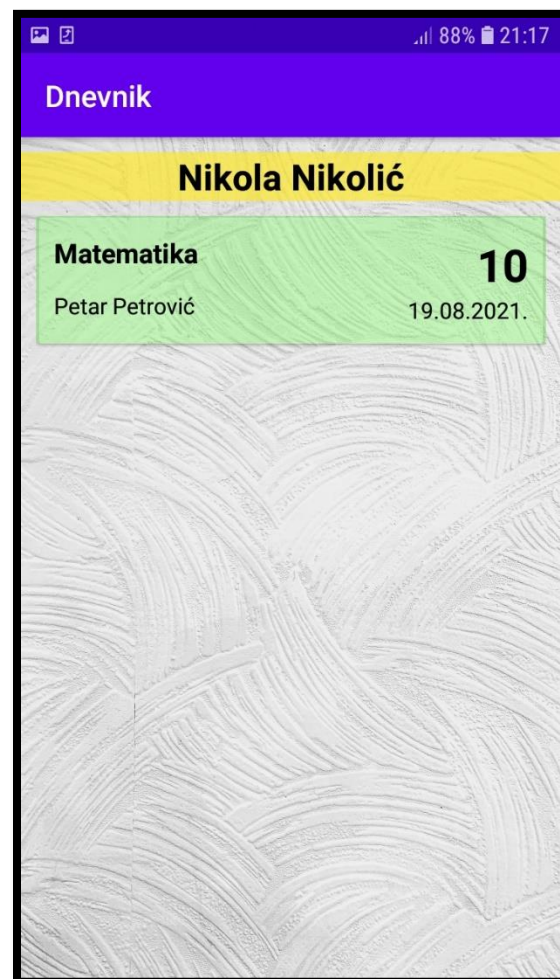 88% 21:17
Dnevnik
Nikola Nikolić
Matematika
10
Petar Petrović
19.08.2021.